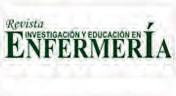 Revista
INVESTIGACIÓN Y EDUCACIÓN EN
ENFERMERÍA